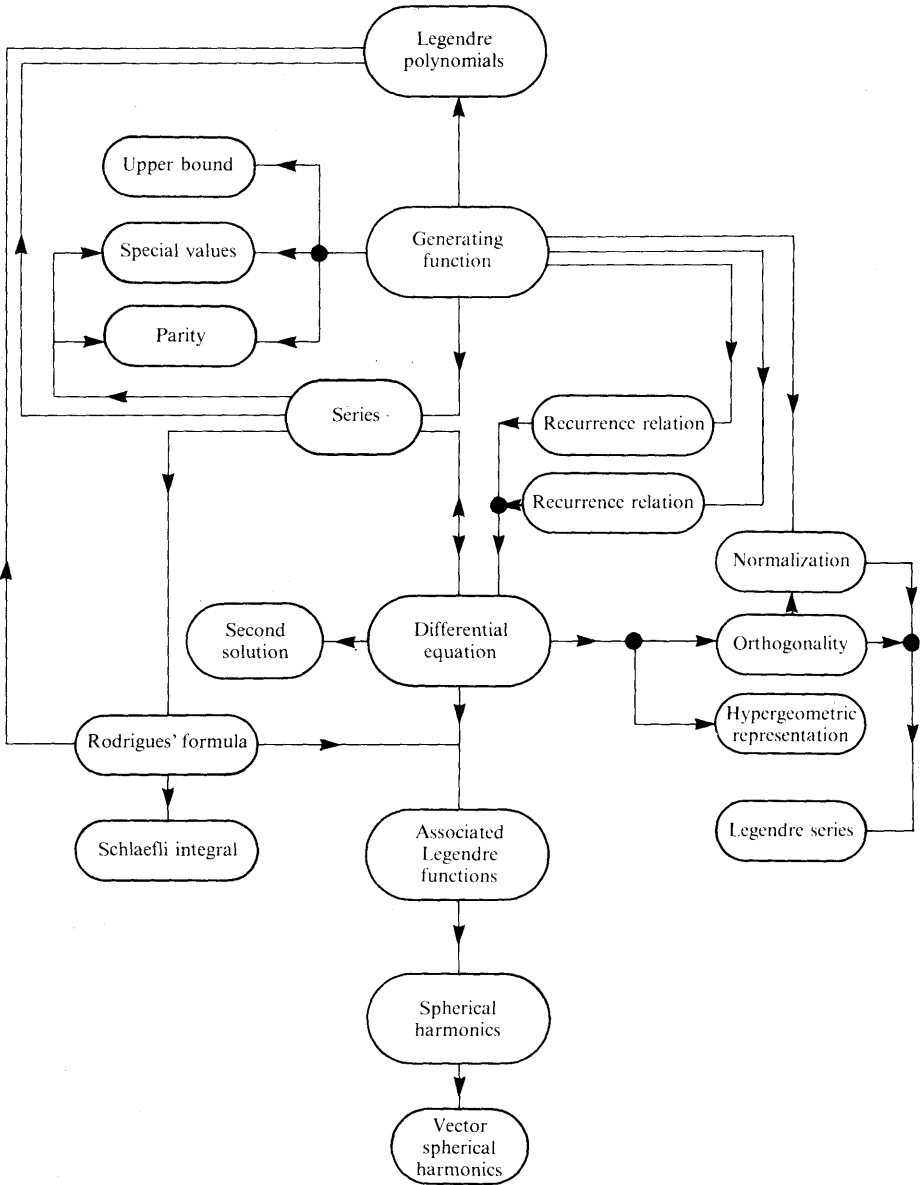 Legendre
polynomials
Upper bound
Generating
function
Special values
Parity
Series
Recurrence relation
Recurrence relation
Normalization
Second
solution
Differential
equation
Orthogonality
Hypergeometric
representation
Rodrigues' formula
Legendre series
Schlaefli integral
Associated
Legendre
functions
Spherical
harmonics
Vector
spherical
harmonics